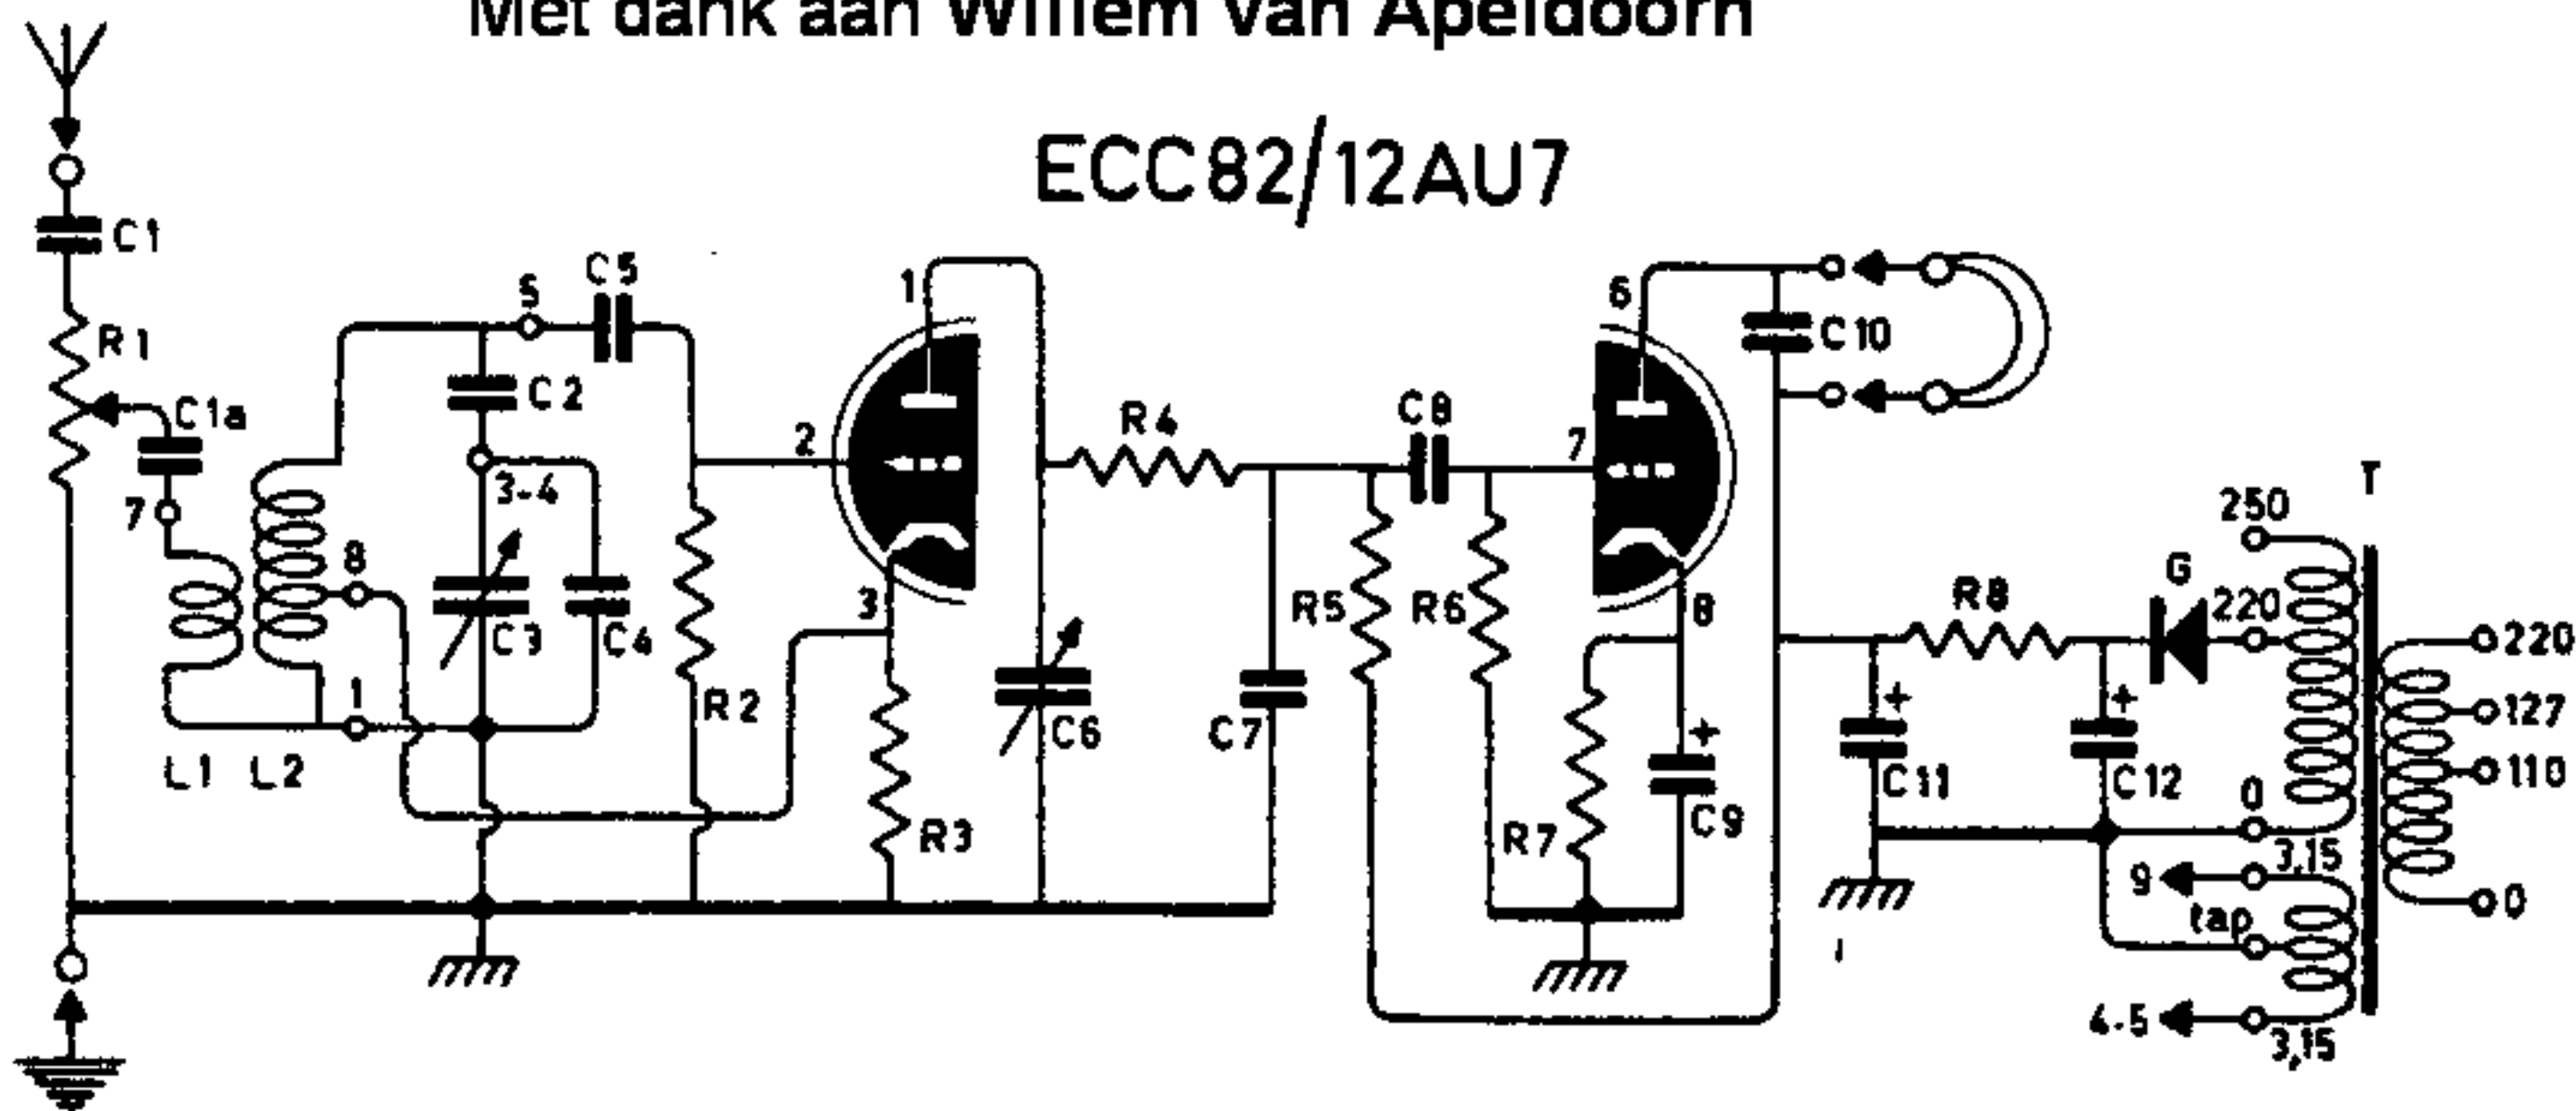 Met dank aan Willem van Apeldoorn
ECC82/12AU7
C1
R1
C1a
7
L1
L2
8
1
5
C5
C2
3-4
C3
C4
R2
2
1
3
R3
R4
C6
C7
C8
R5
R6
7
6
8
R7
C9
C10
C11
R8
C12
G
T
250
220
0
3,15
9
tap
4-5
3,15
220
127
110
0